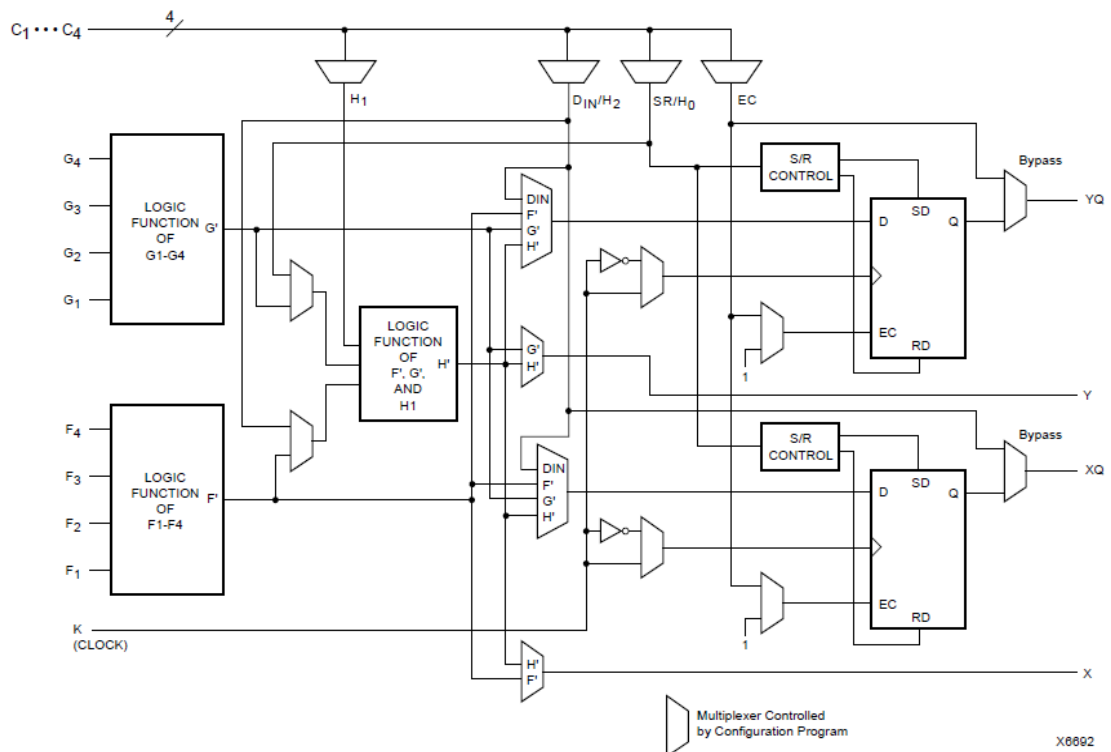 C1 ••• C4
4
H1
DIN/H2
SR/H0
EC
G4
G3
G2
G1
LOGIC
FUNCTION
OF
G1-G4
G'
DIN
F'
G'
H'
S/R
CONTROL
D
SD
Q
EC
RD
1
Bypass
YQ
LOGIC
FUNCTION
OF
F', G',
AND
H1
H'
G'
H'
Y
F4
F3
F2
F1
LOGIC
FUNCTION
OF
F1-F4
F'
DIN
F'
G'
H'
S/R
CONTROL
D
SD
Q
EC
RD
1
Bypass
XQ
K
(CLOCK)
H'
F'
X
Multiplexer Controlled
by Configuration Program
X6692